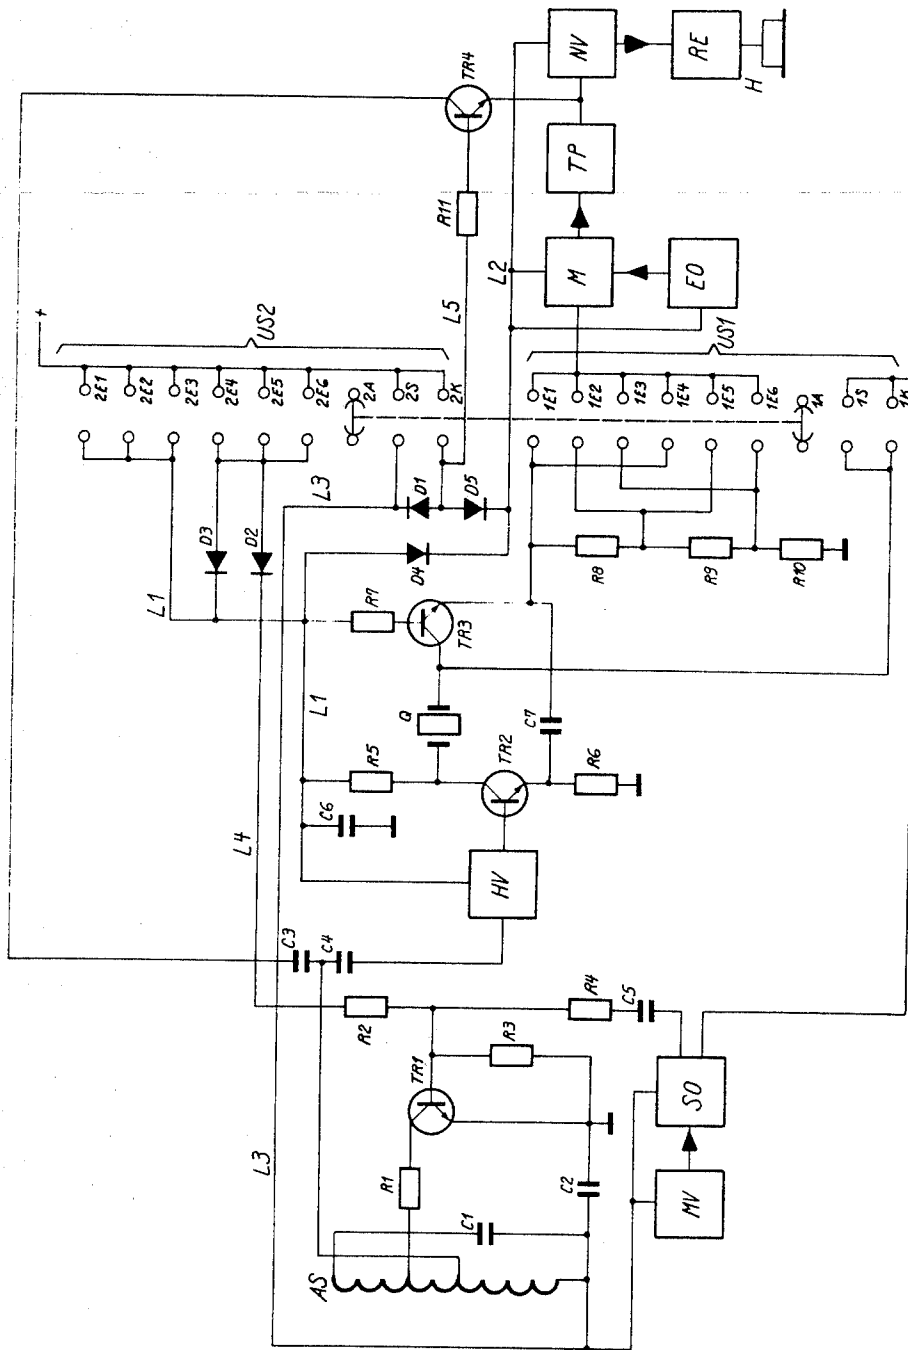 TR4
NV
RE
H
TP
R11
M
EO
L2
L5
+
US2
2E1
2E2
2E3
2E4
2E5
2E6
2A
2S
2K
US1
1E1
1E2
1E3
1E4
1E5
1E6
1A
1S
1K
L3
D1
D5
D3
D2
D4
L1
R7
TR3
R8
R9
R10
L1
Q
C7
R5
TR2
R6
C6
L4
HV
C3
C4
R2
R4
C5
R3
TR1
SO
L3
R1
C2
MV
C1
AS